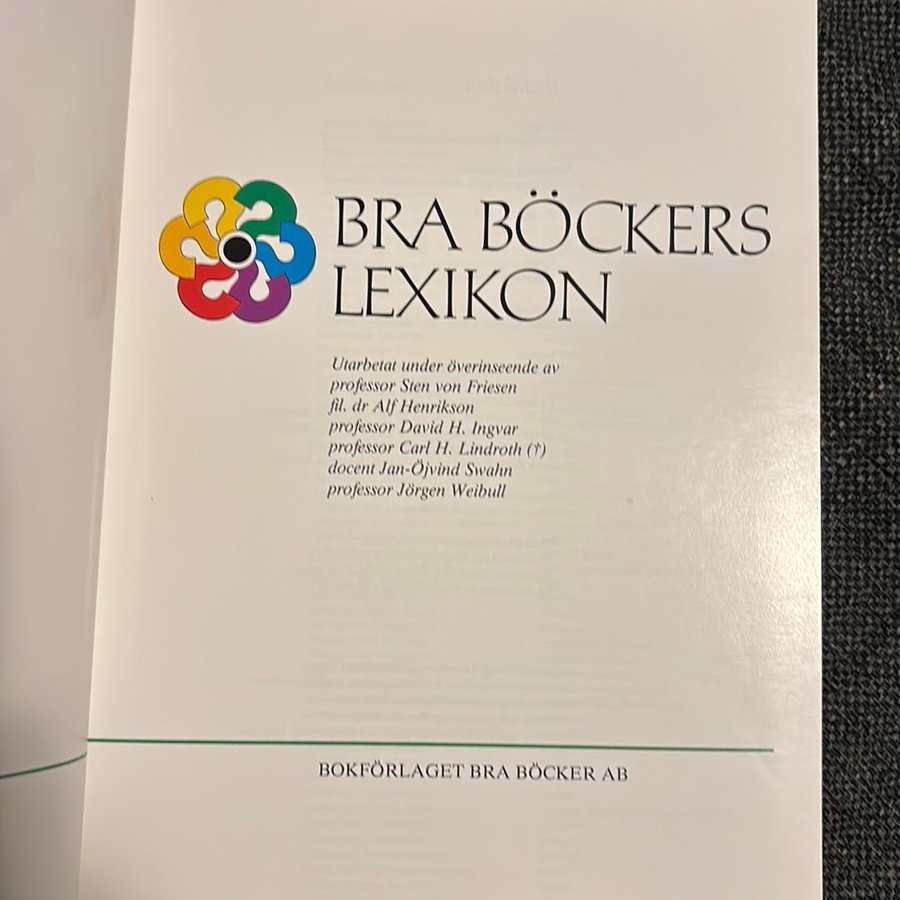 BRA BÖCKERS
LEXIKON
Utarbetat under överinseende av
professor Sten von Friesen
fil. dr Alf Henrikson
professor David H. Ingvar
professor Carl H. Lindroth (†)
docent Jan-Öjvind Swahn
professor Jörgen Weibull
BOKFÖRLAGET BRA BÖCKER AB